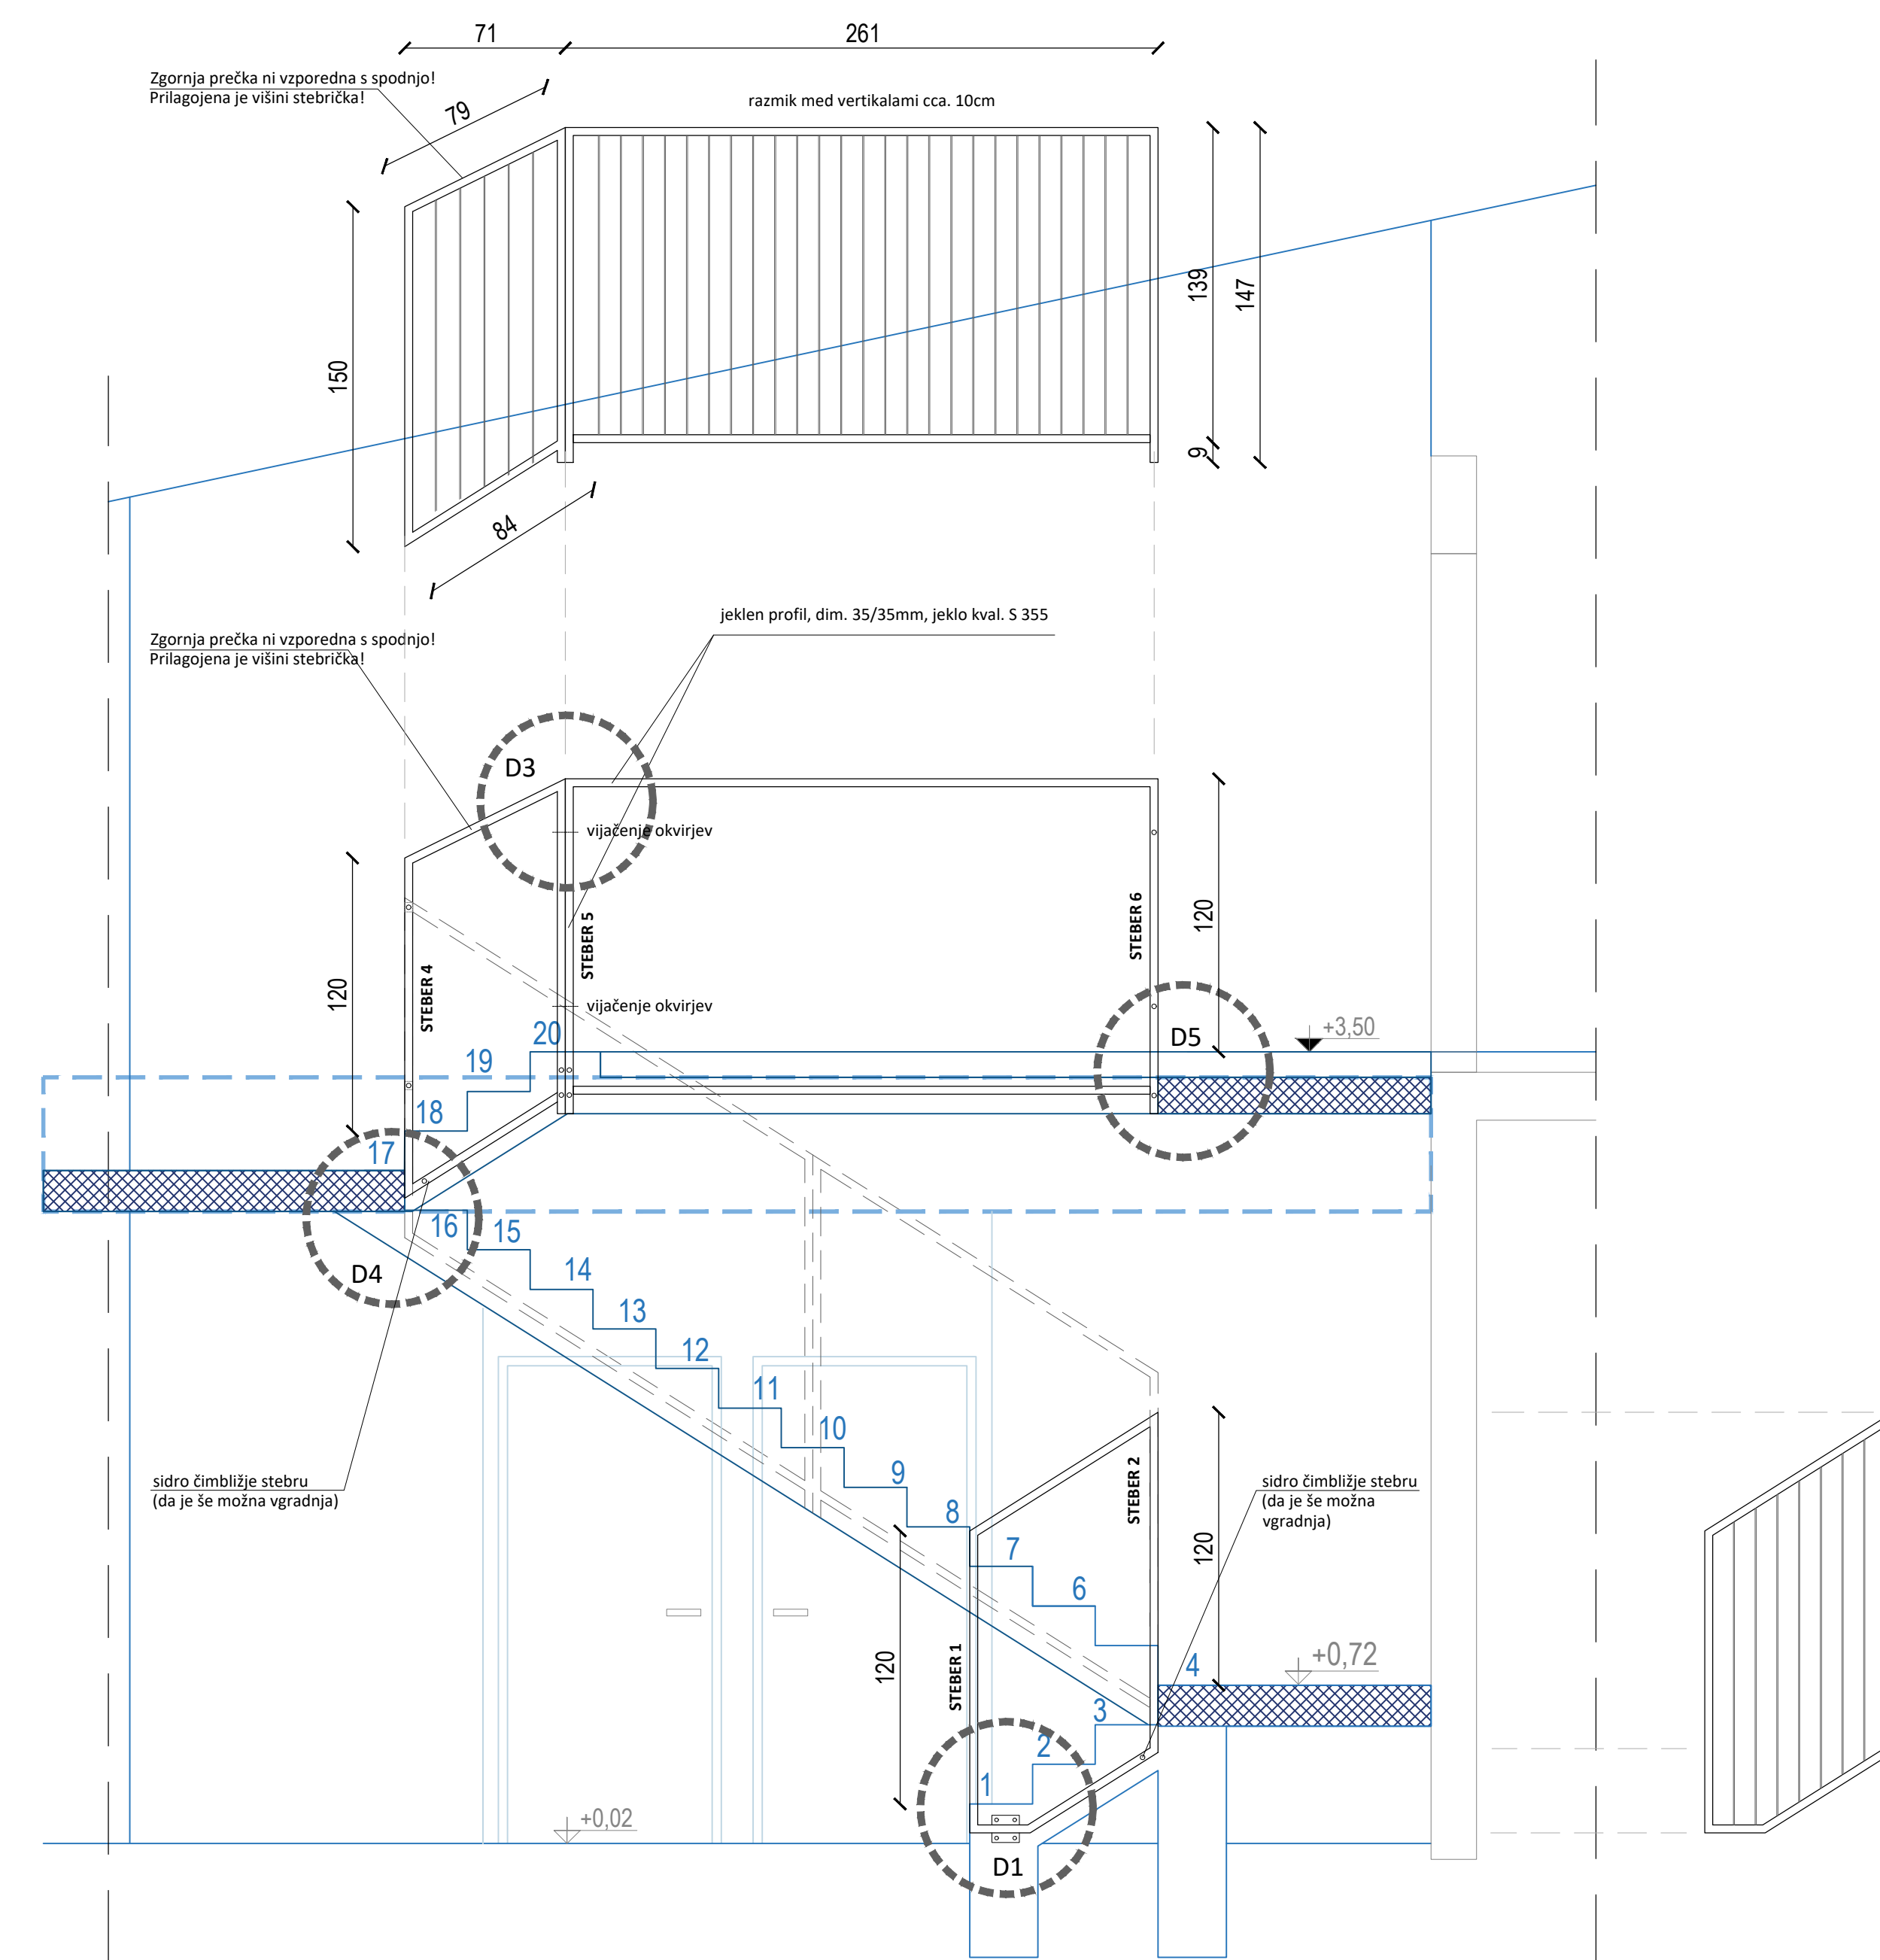 71
261
Zgornja prečka ni vzporedna s spodnjo!
Prilagojena je višini stebrička!
79
razmik med vertikalami cca. 10cm
139
147
150
9
84
jeklen profil, dim. 35/35mm, jeklo kval. S 355
Zgornja prečka ni vzporedna s spodnjo!
Prilagojena je višini stebrička!
D3
vijačenje okvirjev
STEBER 5
STEBER 6
120
STEBER 4
120
vijačenje okvirjev
20
D5
+3,50
19
18
17
16
15
D4
14
13
12
11
10
9
8
sidro čimbližje stebru
(da je še možna vgradnja)
STEBER 2
sidro čimbližje stebru
(da je še možna
vgradnja)
7
6
120
120
STEBER 1
4
+0,72
3
2
1
+0,02
D1